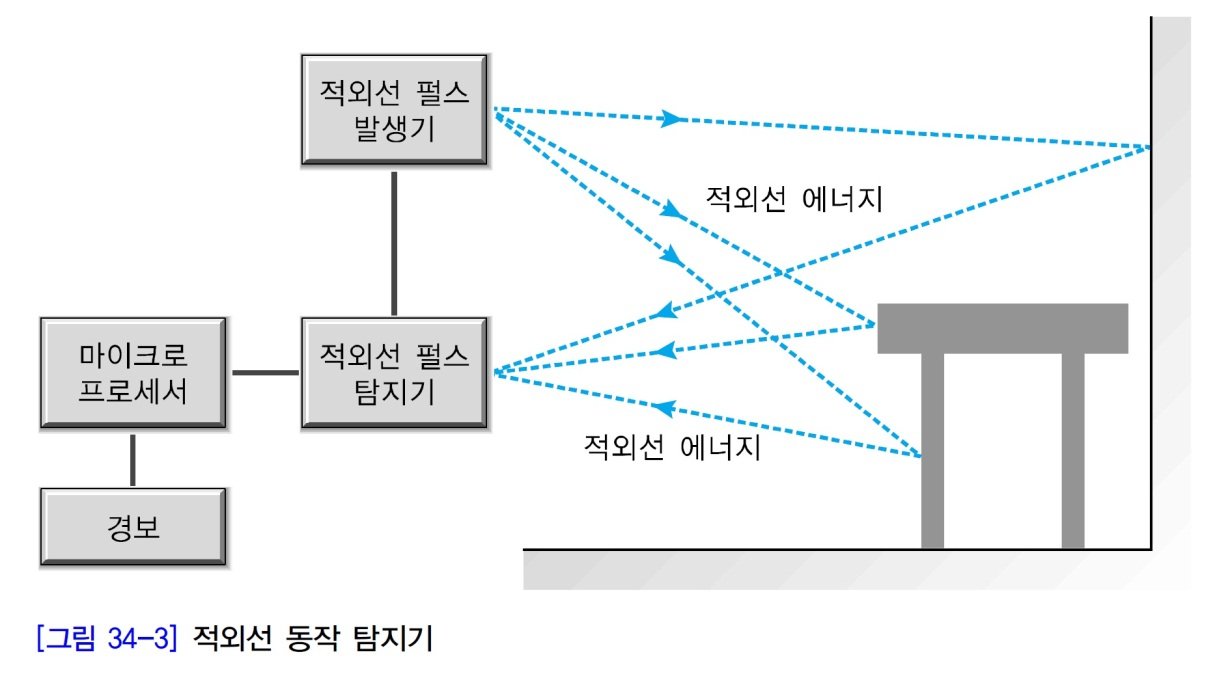 적외선 펄스
발생기
적외선 에너지
마이크로
프로세서
적외선 펄스
탐지기
적외선 에너지
경보
[그림 34-3] 적외선 동작 탐지기